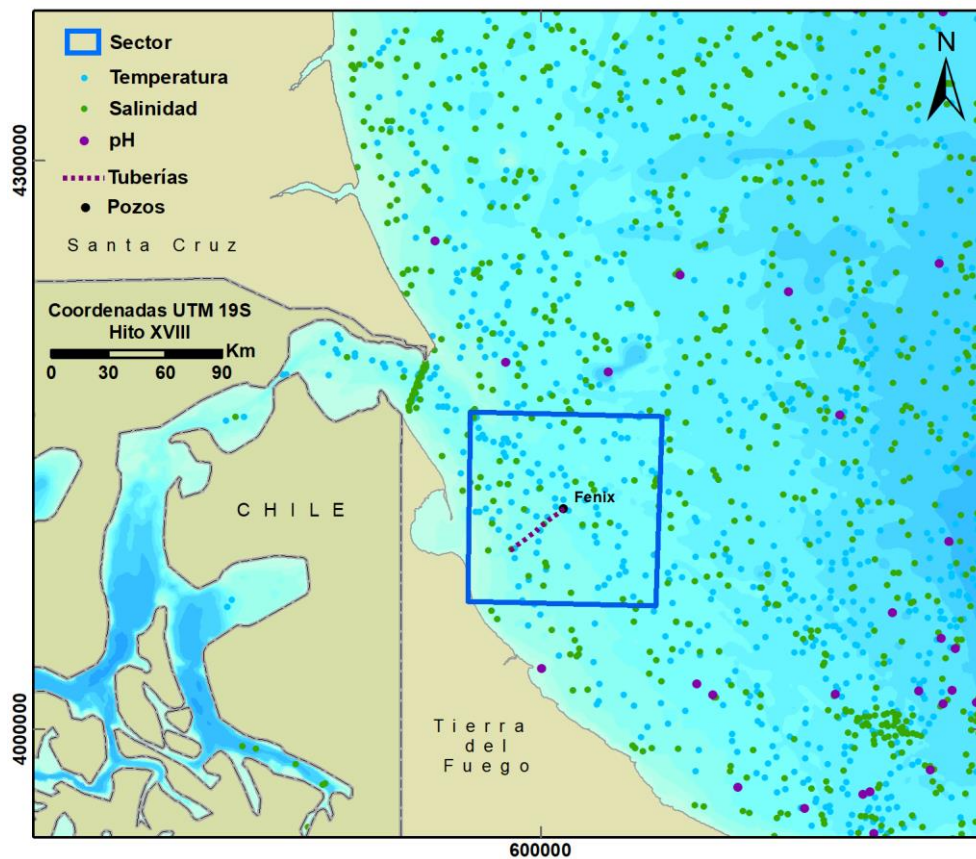 Sector
Temperatura
Salinidad
pH
Tuberías
Pozos
N
4300000
Santa Cruz
Coordenadas UTM 19S
Hito XVIII
Km
0 30 60 90
CHILE
Fenix
4000000
Tierra
del
Fuego
600000